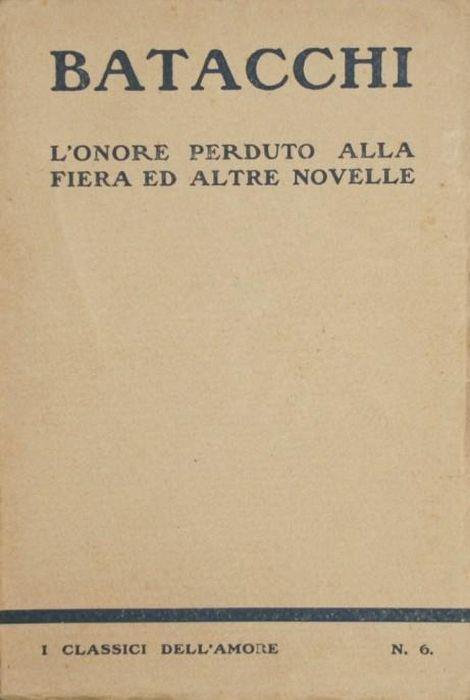 BATACCHI
L'ONORE PERDUTO ALLA
FIERA ED ALTRE NOVELLE
I CLASSICI DELL'AMORE N. 6.